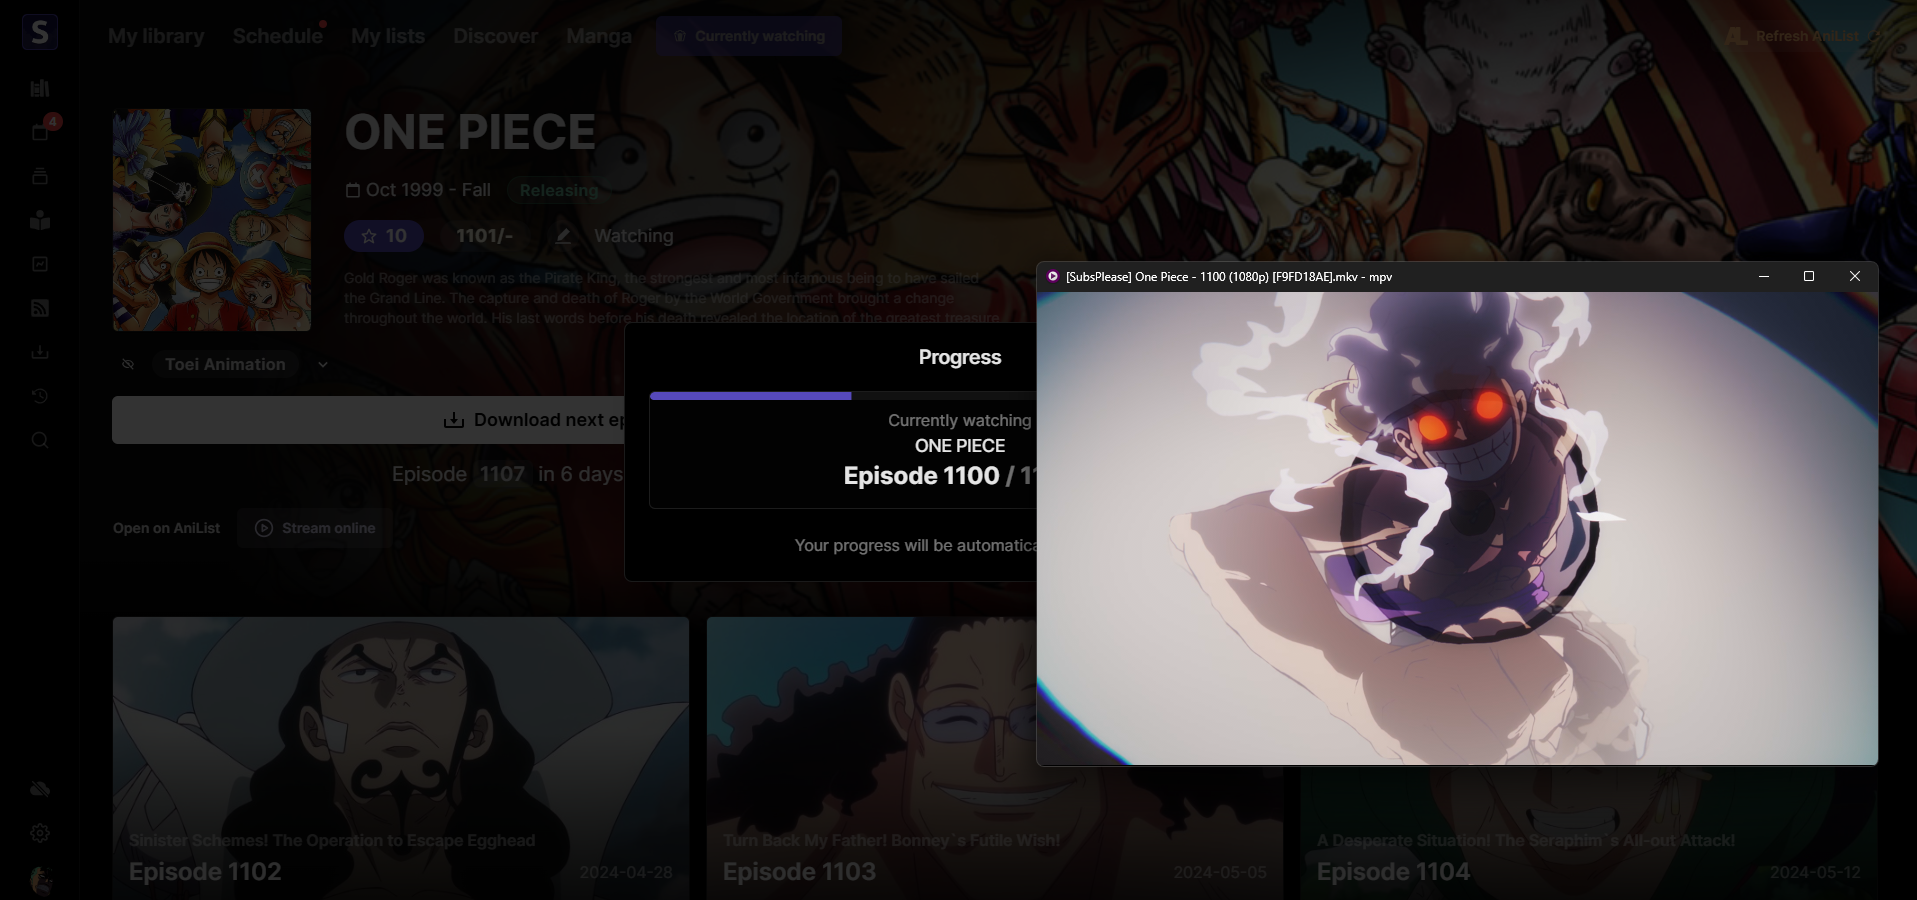 S
My library
Schedule
My lists
Discover
Manga
Currently watching
Refresh AniList
4
ONE PIECE
Oct 1999 - Fall
Releasing
10
1101/-
Watching
Gold Roger was known as the Pirate King, the strongest and most infamous being to have sailed
the Grand Line. The capture and death of Roger by the World Government brought a change
throughout the world. His last words before his death revealed the location of the greatest treasure
Toei Animation
Download next
Episode 1107 in 6 days
Open on AniList
Stream online
Progress
Currently watching
ONE PIECE
Episode 1100 /
Your progress will be
[SubsPlease] One Piece - 1100 (1080p) [F9FD18AE].mkv - mpv
Sinister Schemes! The Operation to Escape Egghead
Episode 1102
2024-04-28
Turn Back My Father! Bonney`s Futile Wish!
Episode 1103
2024-05-05
A Desperate Situation! The Seraphim`s All-out Attack!
Episode 1104
2024-05-12